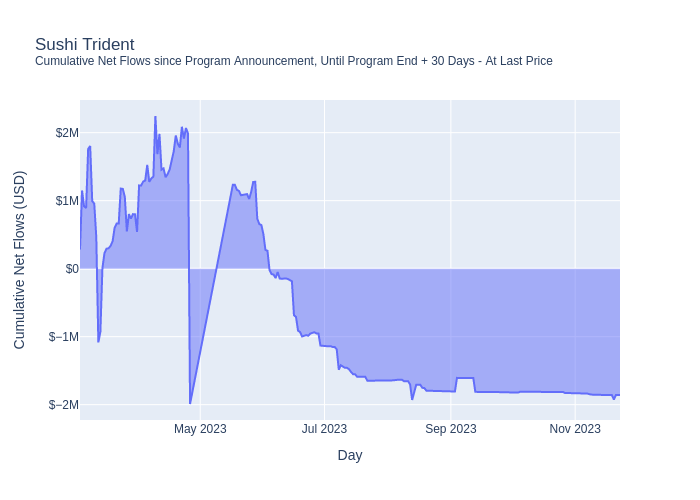 Sushi Trident
Cumulative Net Flows since Program Announcement, Until Program End + 30 Days - At Last Price
Cumulative Net Flows (USD)
$2M
$1M
$0
$−1M
$−2M
May 2023
Jul 2023
Sep 2023
Nov 2023
Day